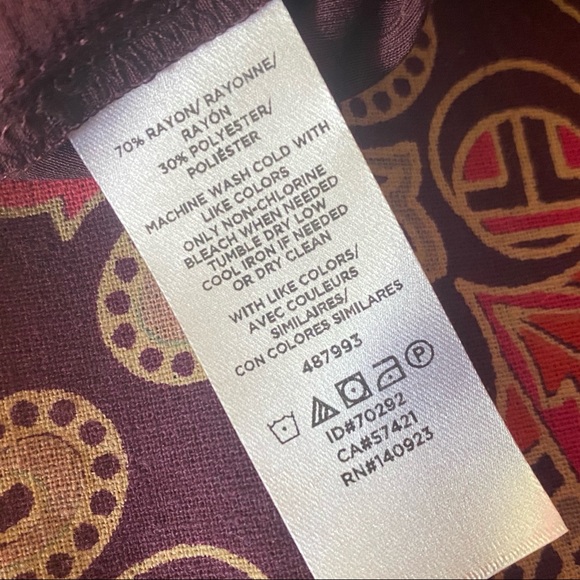 70% RAYON/ RAYONNE/
RAYÓN
30% POLYESTER/
POLIÉSTER
MACHINE WASH COLD WITH
LIKE COLORS
ONLY NON-CHLORINE
BLEACH WHEN NEEDED
TUMBLE DRY LOW
COOL IRON IF NEEDED
OR DRY CLEAN
WITH LIKE COLORS/
AVEC COULEURS
SIMILAIRES/
CON COLORES SIMILARES
487993
P
ID#70292
CA#57421
RN#140923